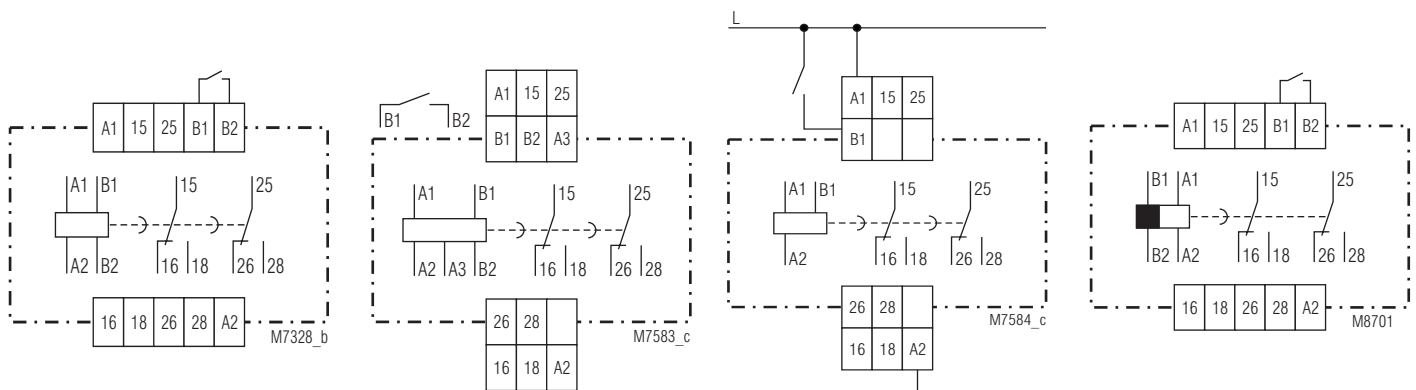 A1 15 25 B1 B2
A1 B1 15 25
A2 B2 16 18 26 28
16 18 26 28 A2
M7328_b
B1 B2
A1 15 25
B1 B2 A3
A1 B1 15 25
A2 A3 B2 16 18 26 28
26 28
16 18 A2
M7583_c
L
A1 15 25
B1
A1 B1 15 25
A2 16 18 26 28
26 28
16 18 A2
M7584_c
A1 15 25 B1 B2
B1 A1 15 25
B2 A2 16 18 26 28
16 18 26 28 A2
M8701